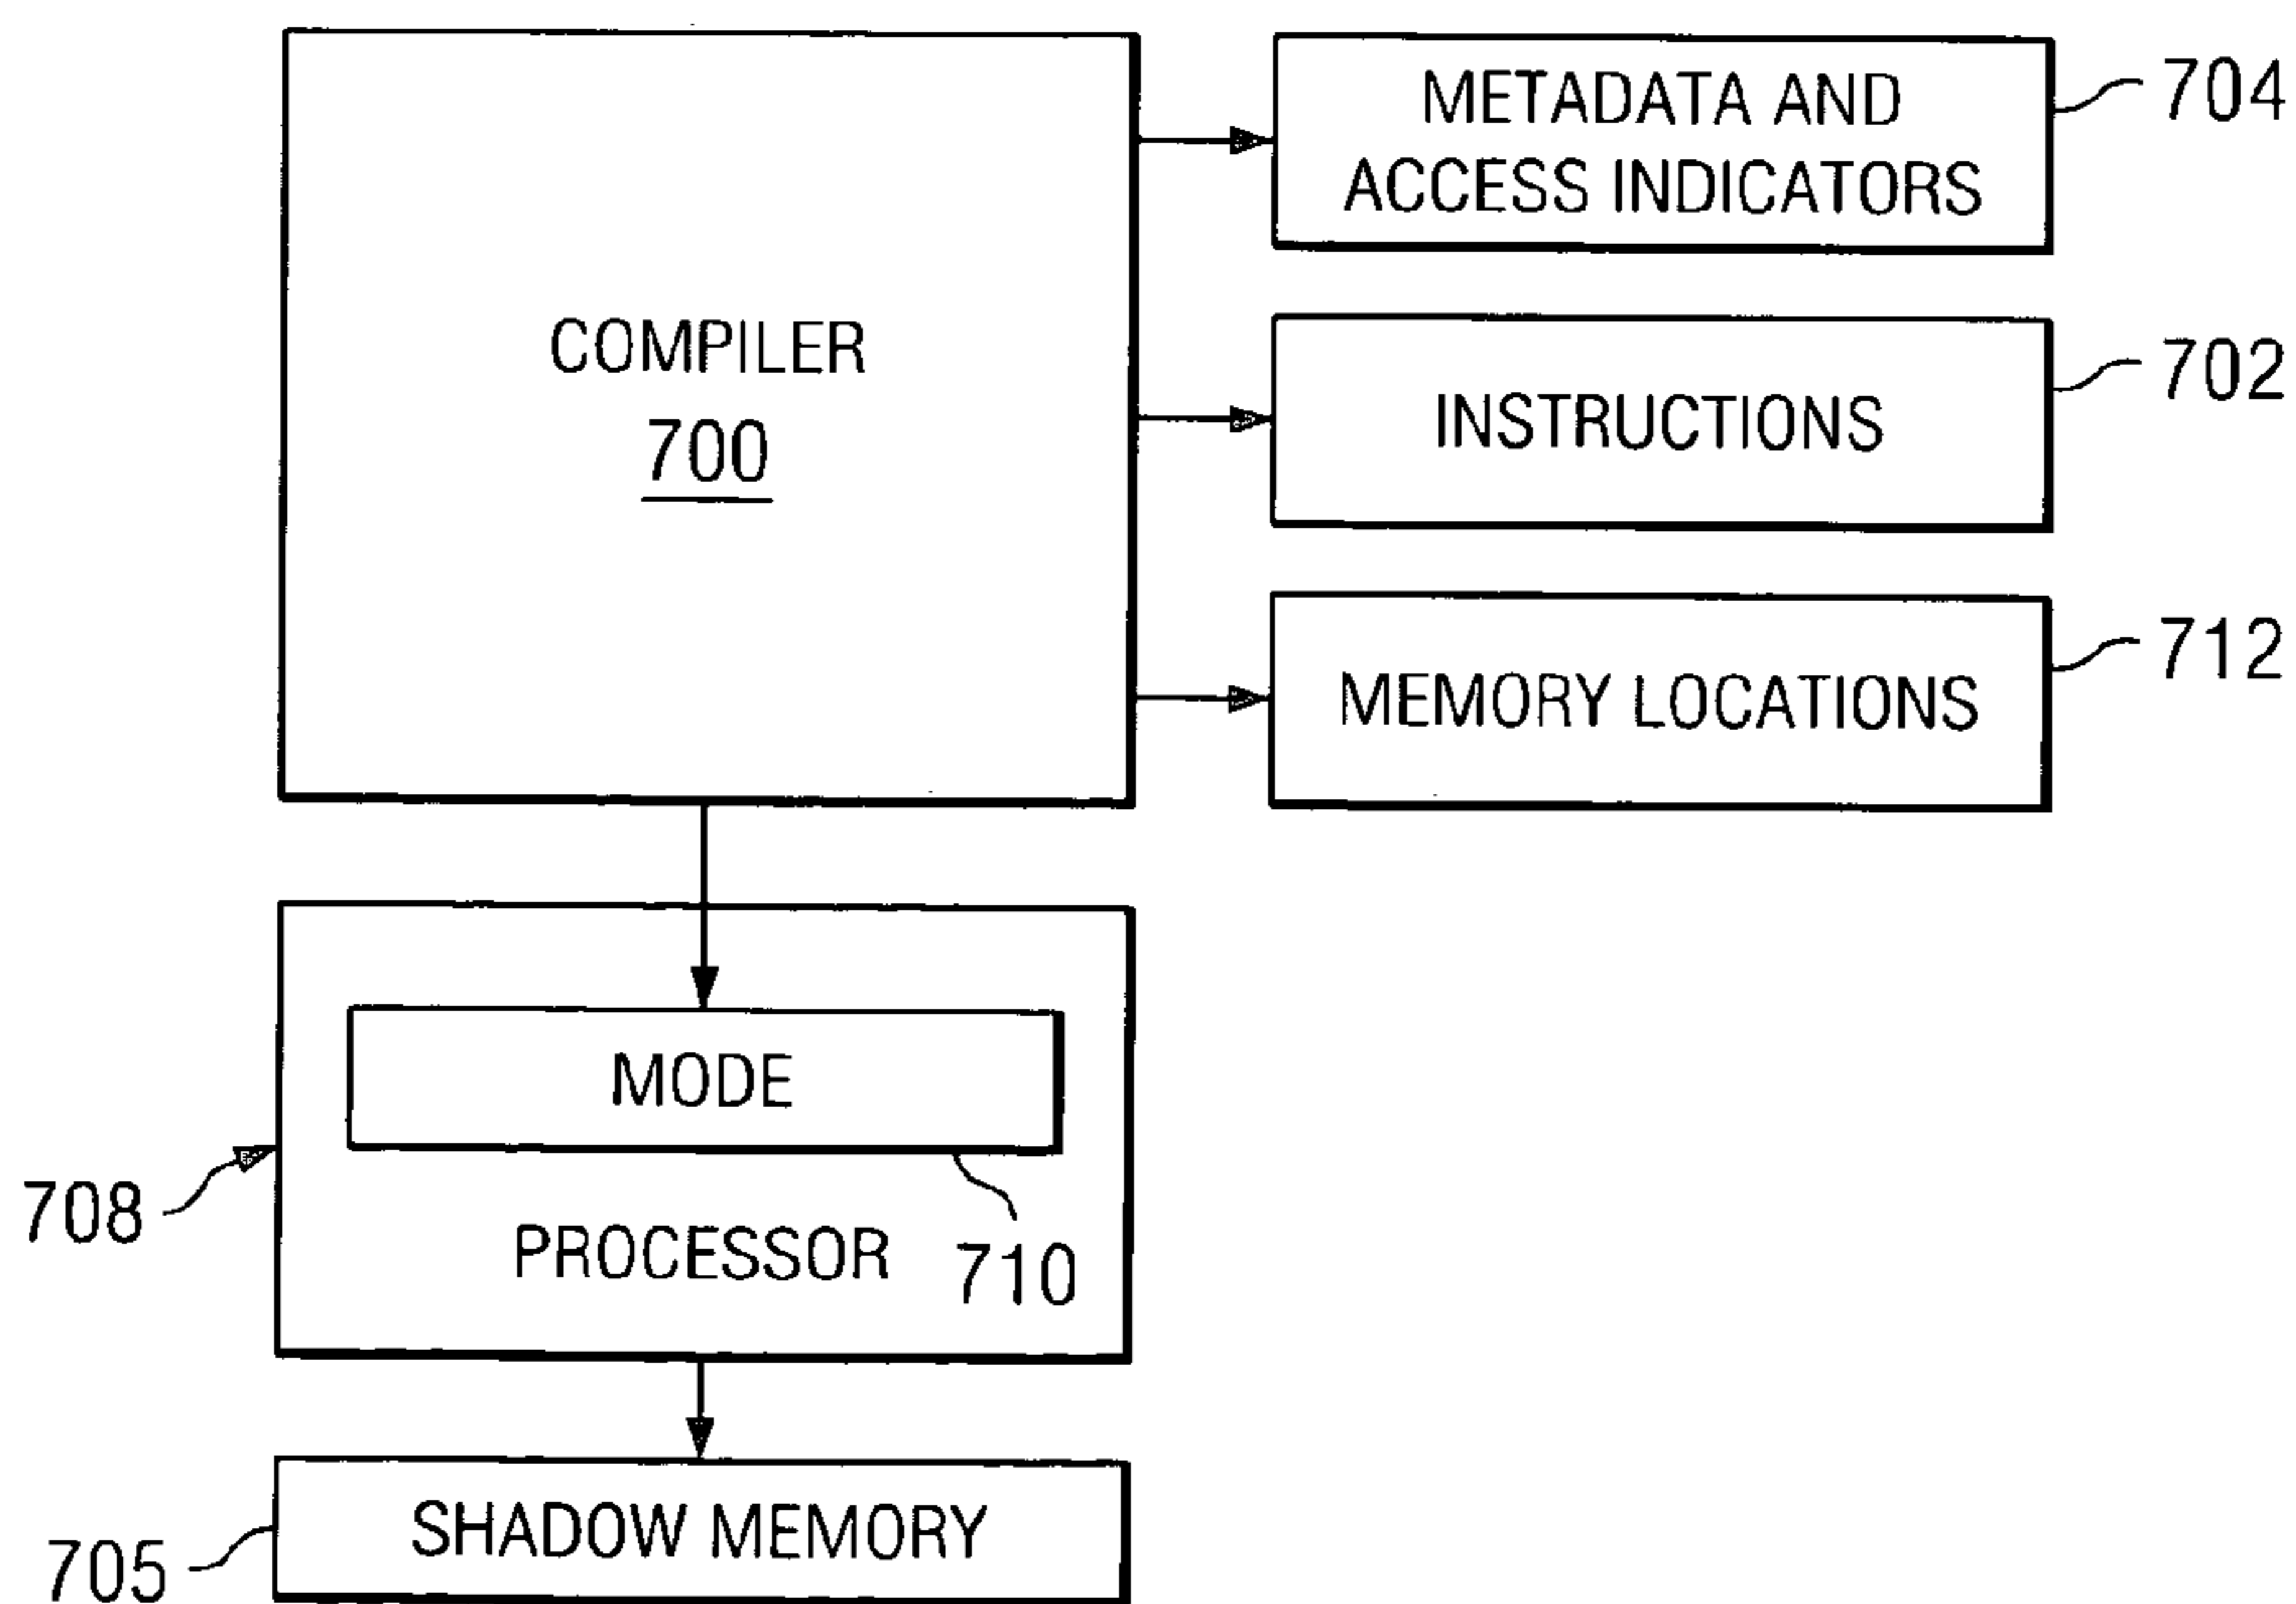 COMPILER
700
METADATA AND
ACCESS INDICATORS
704
INSTRUCTIONS
702
MEMORY LOCATIONS
712
MODE
710
PROCESSOR
708
SHADOW MEMORY
705